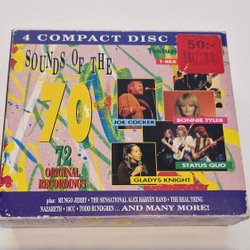 4 COMPACT DISC
T-REX
50:-
SOUNDS OF THE
70's
72
ORIGINAL
RECORDINGS
JOE COCKER
BONNIE TYLER
STATUS QUO
GLADYS KNIGHT
plus: MUNGO JERRY • THE SENSATIONAL ALEX HARVEY BAND • THE REAL THING
NAZARETH • 10CC • TODD RUNDGREN... AND MANY MORE!